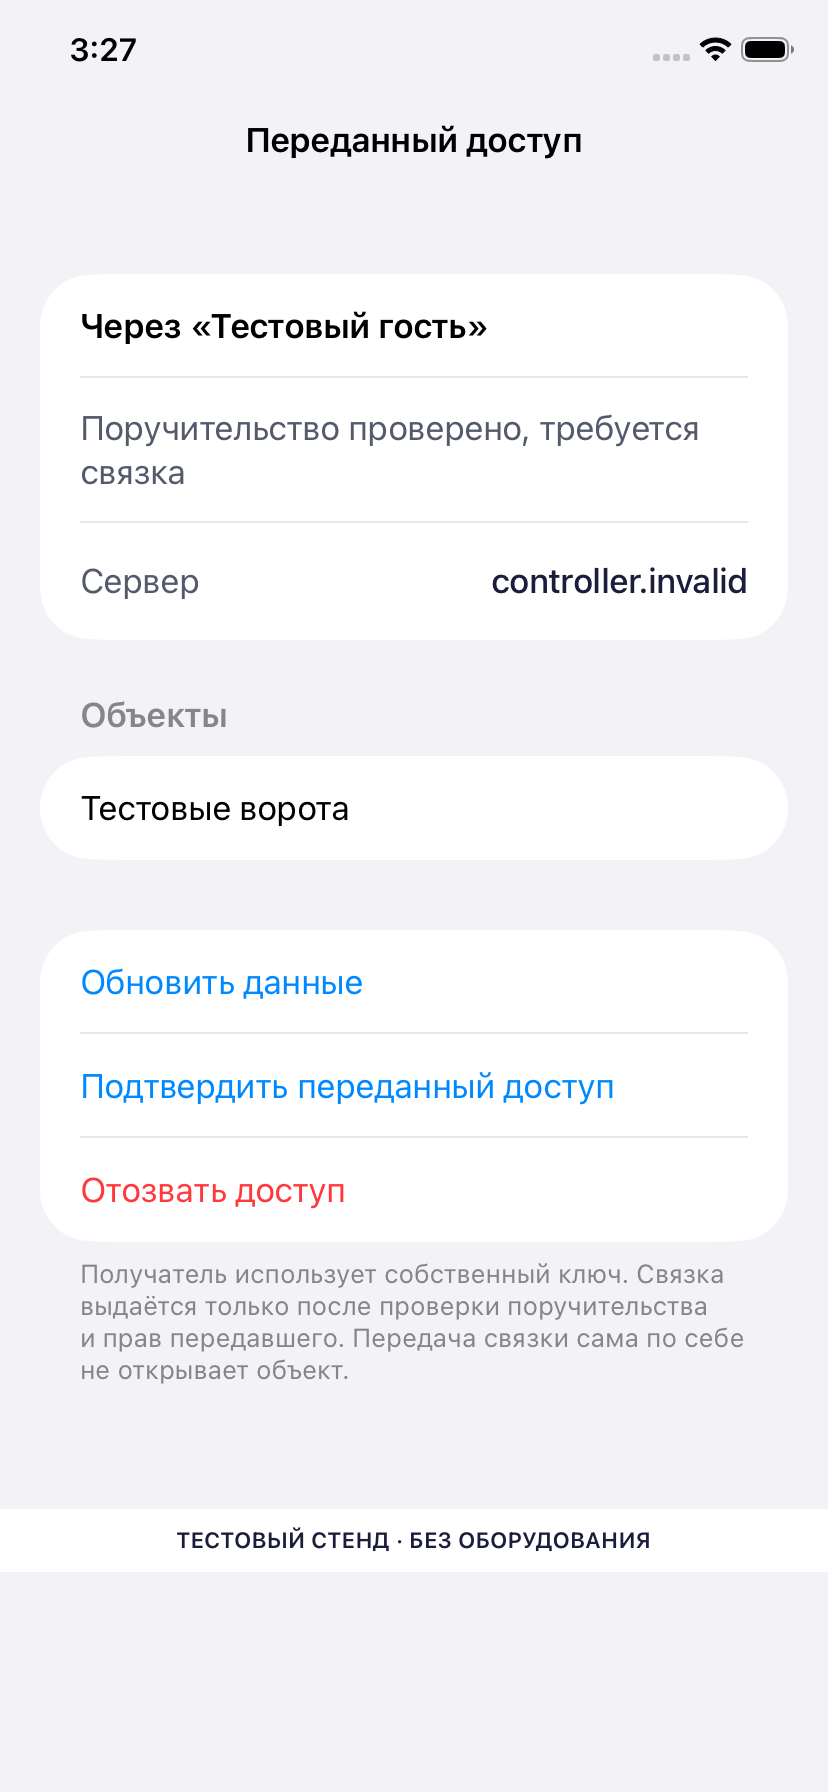 3:27
Переданный доступ
Через «Тестовый гость»
Поручительство проверено, требуется
связка
Сервер controller.invalid
Объекты
Тестовые ворота
Обновить данные
Подтвердить переданный доступ
Отозвать доступ
Получатель использует собственный ключ. Связка
выдаётся только после проверки поручительства
и прав передавшего. Передача связки сама по себе
не открывает объект.
ТЕСТОВЫЙ СТЕНД · БЕЗ ОБОРУДОВАНИЯ